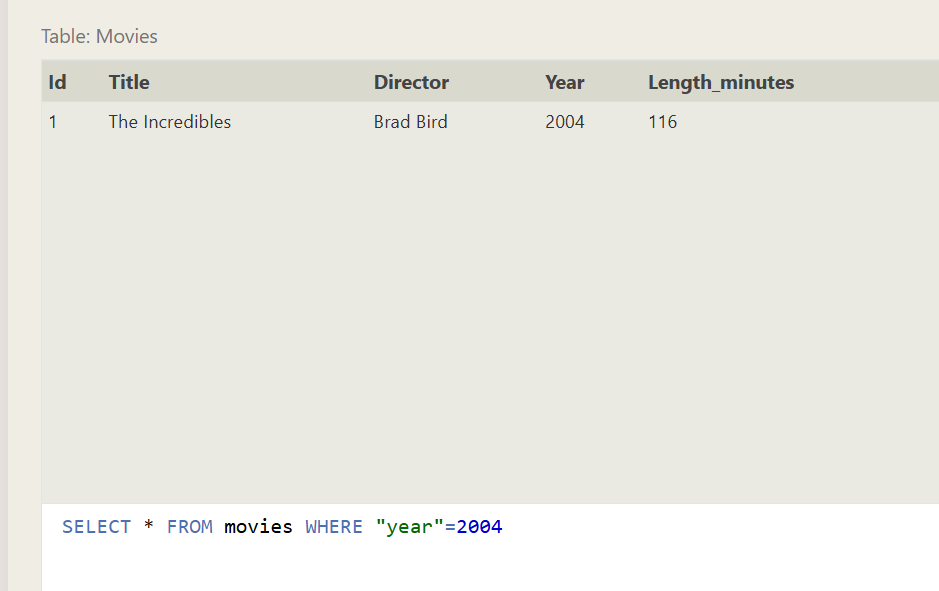 Table: Movies
Id Title Director Year Length_minutes
1 The Incredibles Brad Bird 2004 116
SELECT * FROM movies WHERE "year"=2004